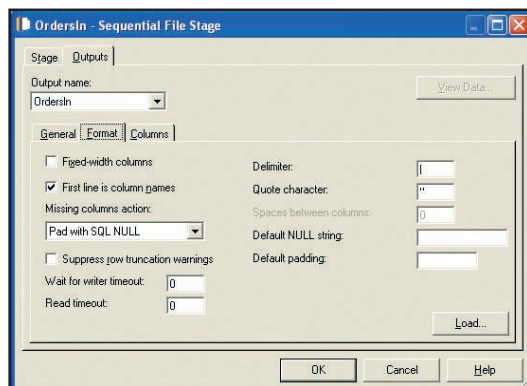 OrdersIn - Sequential File Stage
Stage Outputs
Output name:
OrdersIn
View Data...
General Format Columns
Fixed-width columns
First line is column names
Missing columns action:
Pad with SQL NULL
Suppress row truncation warnings
Wait for writer timeout: 0
Read timeout: 0
Delimiter: |
Quote character: "
Spaces between columns: 0
Default NULL string:
Default padding:
Load...
OK Cancel Help